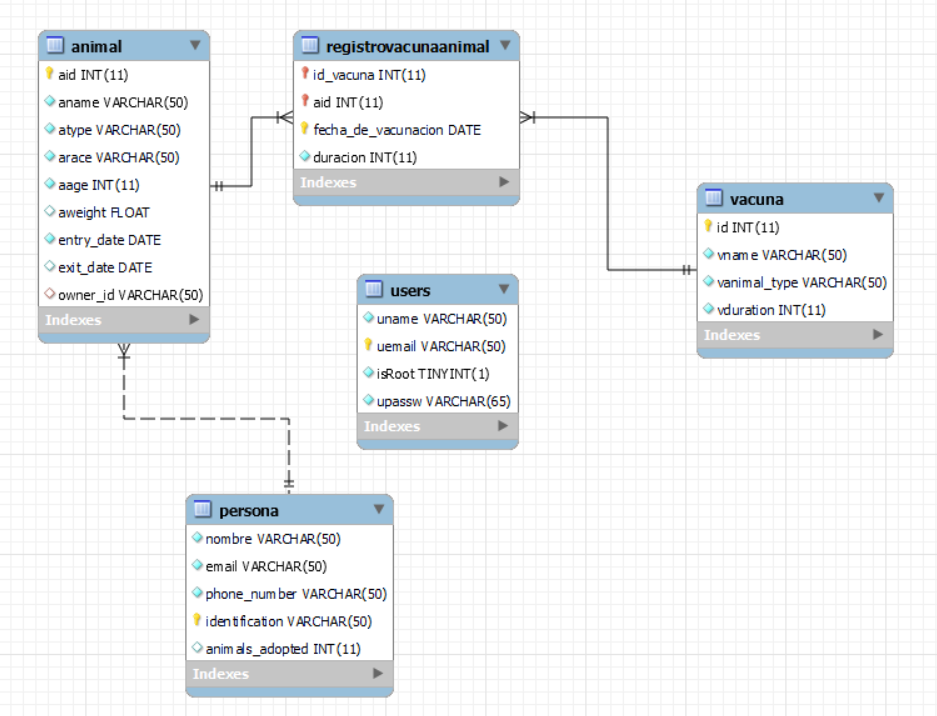 animal
aid INT(11)
aname VARCHAR(50)
atype VARCHAR(50)
arace VARCHAR(50)
aage INT(11)
aweight FLOAT
entry_date DATE
exit_date DATE
owner_id VARCHAR(50)
Indexes
registrovacunaanimal
id_vacuna INT(11)
aid INT(11)
fecha_de_vacunacion DATE
duracion INT(11)
Indexes
vacuna
id INT(11)
vname VARCHAR(50)
vanimal_type VARCHAR(50)
vduration INT(11)
Indexes
users
uname VARCHAR(50)
uemail VARCHAR(50)
isRoot TINYINT(1)
upassw VARCHAR(65)
Indexes
persona
nombre VARCHAR(50)
email VARCHAR(50)
phone_number VARCHAR(50)
identification VARCHAR(50)
animals_adopted INT(11)
Indexes